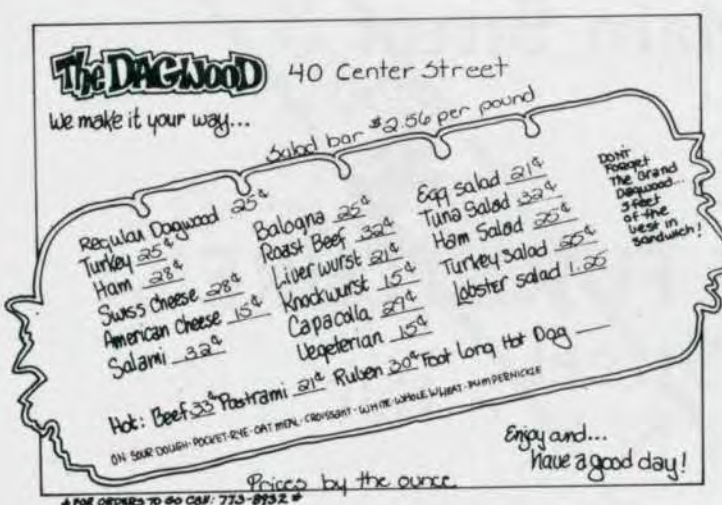 The DAGWOOD 40 Center Street
We make it your way...
Salad bar $2.56 per pound
Regular Dagwood 25¢
Turkey 25¢
Ham 28¢
Swiss cheese 28¢
American Cheese 15¢
Salami 32¢
Balogna 25¢
Roast Beef 32¢
Liverwurst 21¢
Knockwurst 15¢
Capacolla 29¢
Vegeterian 15¢
Egg salad 21¢
Tuna Salad 32¢
Ham Salad 25¢
Turkey salad 25¢
Lobster salad 1.25
DON'T
FORGET
The Grand
Dagwood...
3 feet
of the
best in
sandwich!
Hot: Beef 33¢ Pastrami 21¢ Ruben 30¢ Foot Long Hot Dog
ON SOUR DOUGH · POCKET · RYE · OATMEAL · CROISSANT · WHITE · WHOLE WHEAT · PUMPERNICKLE
Enjoy and...
have a good day!
Prices by the ounce
* FOR ORDERS TO GO CALL: 773-8932 *